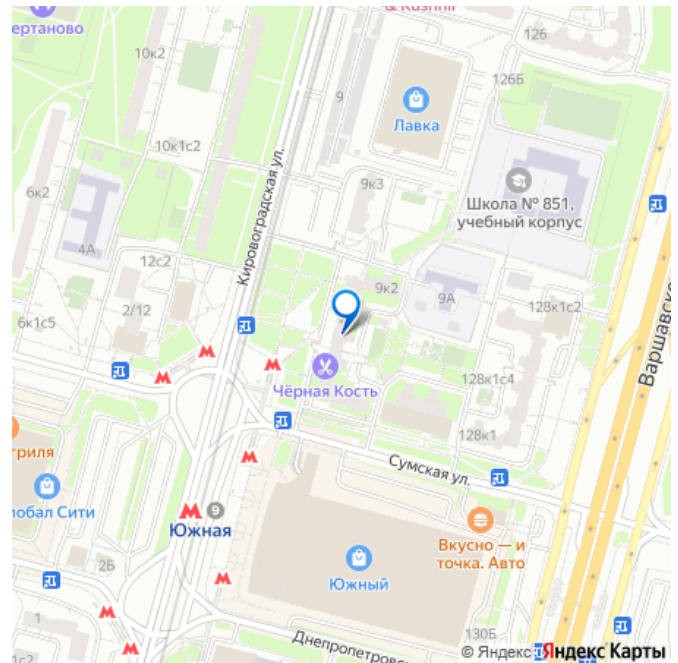 & Kushnir
126
ертаново
10к2
126Б
9
Лавка
10к1с2
Кировоградская ул.
Школа № 851,
учебный корпус
6к2
9к3
4А
12с2
9к2
9А
128к1с2
2/12
6к1с5
Варшавско
Чёрная Кость
128к1с4
128к1
гриля
Сумская ул.
обал Сити
9
Южная
Вкусно — и
точка. Авто
2Б
Южный
1
130Б
Днепропетровс
© Яндекс
Яндекс Карты